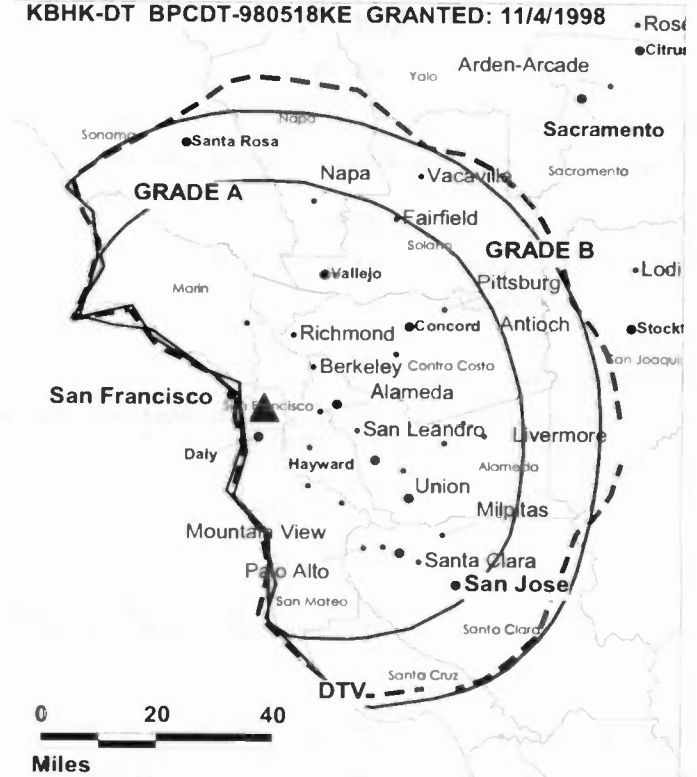 KBHK-DT BPCDT-980518KE GRANTED: 11/4/1998
Rose
Citrus
Arden-Arcade
Yolo
Sacramento
Napa
Sonoma
Santa Rosa
Sacramento
Napa
Vacaville
GRADE A
Fairfield
Solano
GRADE B
Vallejo
Lodi
Pittsburg
Marin
Concord
Antioch
Stockt
Richmond
San Joaqui
Berkeley
Contra Costa
San Francisco
Alameda
San Francisco
San Leandro
Livermore
Daly
Hayward
Alameda
Union
Milpitas
Mountain View
Santa Clara
Palo Alto
San Jose
San Mateo
Santa Clara
Santa Cruz
DTV
0 20 40
Miles